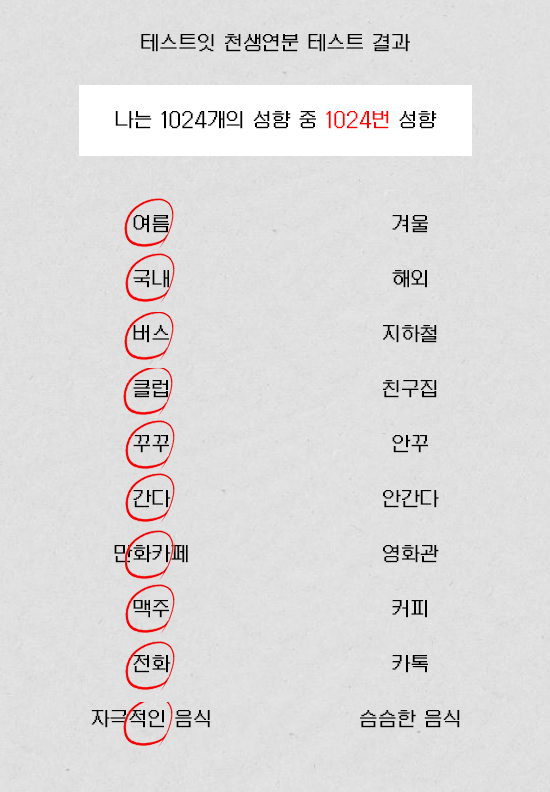 테스트잇 천생연분 테스트 결과
나는 1024개의 성향 중 1024번 성향
여름 겨울
국내 해외
버스 지하철
클럽 친구집
꾸꾸 안꾸
간다 안간다
만화카페 영화관
맥주 커피
전화 카톡
자극적인 음식 슴슴한 음식